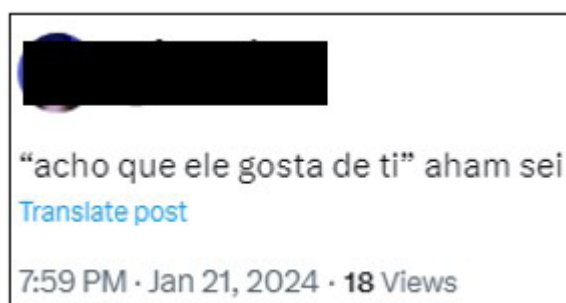 “acho que ele gosta de ti” aham sei
Translate post
7:59 PM · Jan 21, 2024 · 18 Views